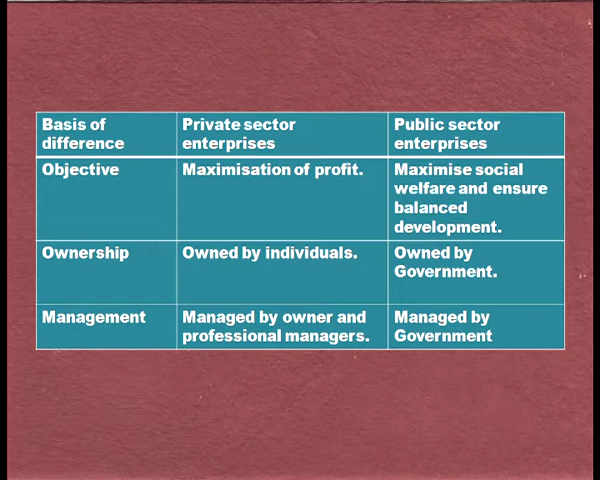 Basis of difference
Private sector enterprises
Public sector enterprises
Objective
Maximisation of profit.
Maximise social welfare and ensure balanced development.
Ownership
Owned by individuals.
Owned by Government.
Management
Managed by owner and professional managers.
Managed by Government